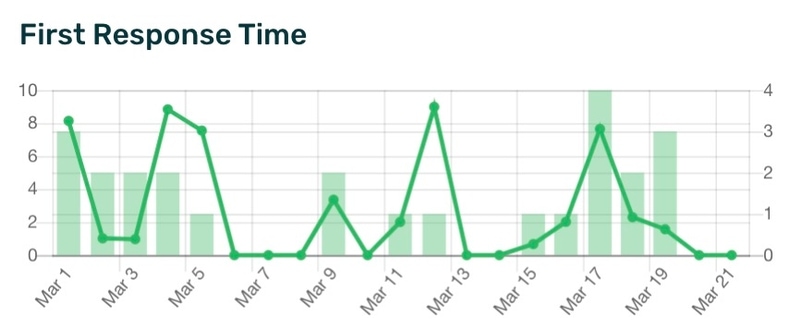 First Response Time
10
8
6
4
2
0
4
3
2
1
0
Mar 1
Mar 3
Mar 5
Mar 7
Mar 9
Mar 11
Mar 13
Mar 15
Mar 17
Mar 19
Mar 21